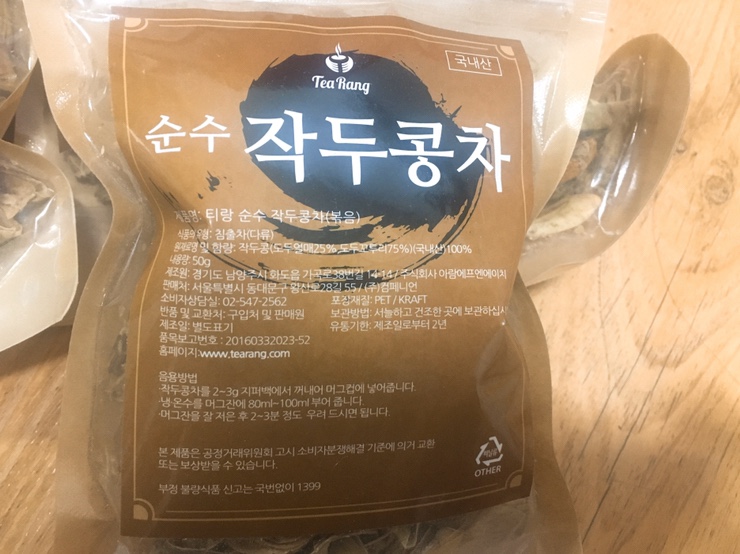 Tea Rang
국내산
순수 작두콩차
제품명: 티랑 순수 작두콩차(볶음)
식품의 유형: 침출차(다류)
원재료명 및 함량: 작두콩(도두열매25% 도두꼬투리75%)(국내산)100%
내용량: 50g
제조원: 경기도 남양주시 화도읍 가곡로 주식회사 아람에프엔에이치
판매처: 서울특별시 동대문구 왕산로28길 55 / (주)컴페니언
소비자상담실: 02-547-2562 포장재질: PET / KRAFT
반품 및 교환처: 구입처 및 판매원 보관방법: 서늘하고 건조한 곳에 보관하십시
제조일: 별도표기 유통기한: 제조일로부터 2년
품목보고번호 : 20160332023-52
홈페이지:www.tearang.com
음용방법
·작두콩차를 2~3g 지퍼백에서 꺼내어 머그컵에 넣어줍니다.
·냉·온수를 머그잔에 80ml~100ml 부어 줍니다.
·머그잔을 잘 저은 후 2~3분 정도 우려 드시면 됩니다.
본 제품은 공정거래위원회 고시 소비자분쟁해결 기준에 의거 교환
또는 보상받을 수 있습니다.
부정 불량식품 신고는 국번없이 1399
OTHER